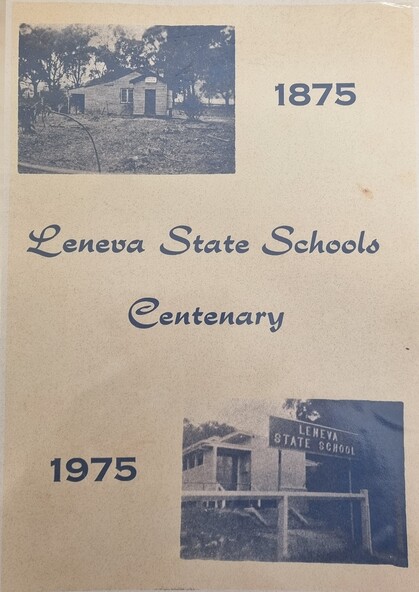 1875
Leneva State Schools
Centenary
1975
LENEVA
STATE SCHOOL